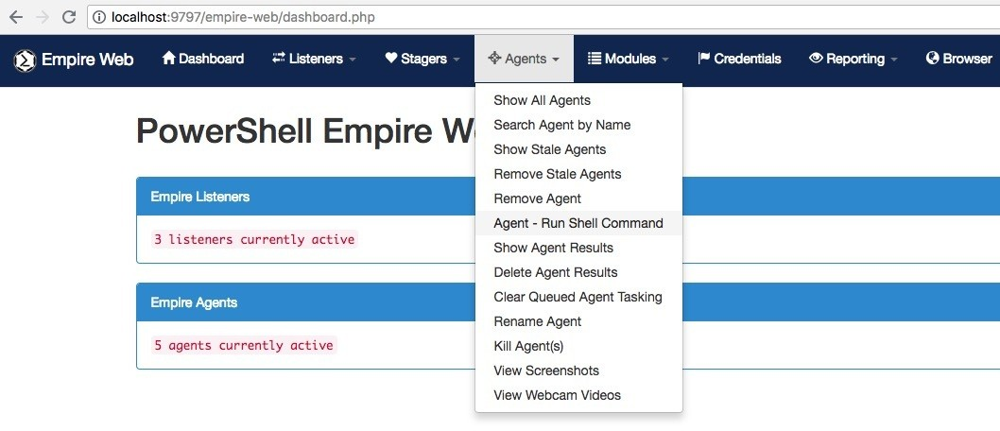 localhost:9797/empire-web/dashboard.php
Empire Web Dashboard Listeners Stagers Agents Modules Credentials Reporting Browser
Show All Agents
Search Agent by Name
Show Stale Agents
Remove Stale Agents
Remove Agent
Agent - Run Shell Command
Show Agent Results
Delete Agent Results
Clear Queued Agent Tasking
Rename Agent
Kill Agent(s)
View Screenshots
View Webcam Videos
PowerShell Empire
Empire Listeners
3 listeners currently active
Empire Agents
5 agents currently active